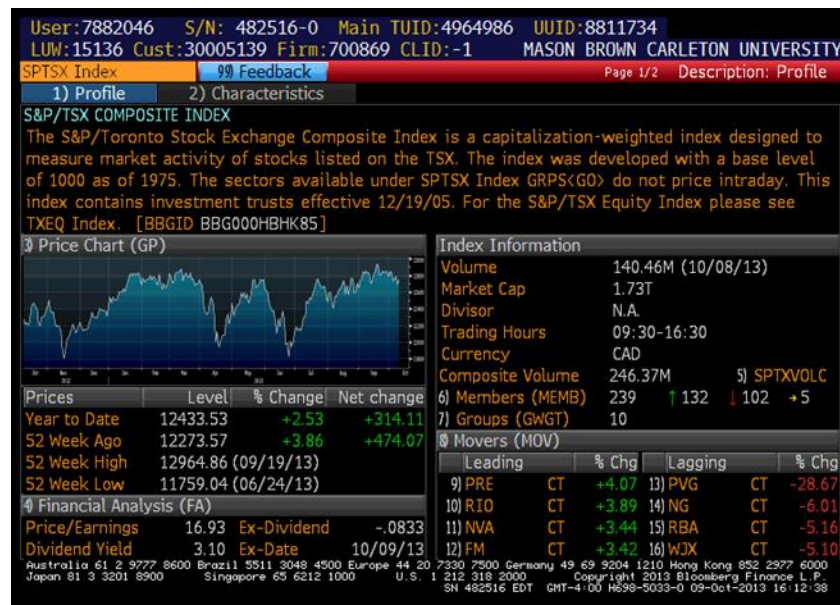 User:7882046 S/N: 482516-0 Main TUID:4964986 UUID:8811734
LUW:15136 Cust:30005139 Firm:700869 CLID:-1 MASON BROWN CARLETON UNIVERSITY
SPTSX Index 99) Feedback Page 1/2 Description: Profile
1) Profile 2) Characteristics
S&P/TSX COMPOSITE INDEX
The S&P/Toronto Stock Exchange Composite Index is a capitalization-weighted index designed to
measure market activity of stocks listed on the TSX. The index was developed with a base level
of 1000 as of 1975. The sectors available under SPTSX Index GRPS<GO> do not price intraday. This
index contains investment trusts effective 12/19/05. For the S&P/TSX Equity Index please see
TXEQ Index. [BBGID BBG000HBHK85]
3) Price Chart (GP)
Prices Level % Change Net change
Year to Date 12433.53 +2.53 +314.11
52 Week Ago 12273.57 +3.86 +474.07
52 Week High 12964.86 (09/19/13)
52 Week Low 11759.04 (06/24/13)
4) Financial Analysis (FA)
Price/Earnings 16.93 Ex-Dividend -.0833
Dividend Yield 3.10 Ex-Date 10/09/13
Index Information
Volume 140.46M (10/08/13)
Market Cap 1.73T
Divisor N.A.
Trading Hours 09:30-16:30
Currency CAD
Composite Volume 246.37M 5) SPTXVOLC
6) Members (MEMB) 239 ↑ 132 ↓ 102 → 5
7) Groups (GWGT) 10
8) Movers (MOV)
Leading % Chg Lagging % Chg
9) PRE CT +4.07 13) PVG CT -28.67
10) RIO CT +3.89 14) NG CT -6.01
11) NVA CT +3.44 15) RBA CT -5.16
12) FM CT +3.42 16) WJX CT -5.10
Australia 61 2 9777 8600 Brazil 5511 3048 4500 Europe 44 20 7330 7500 Germany 49 69 9204 1210 Hong Kong 852 2977 6000
Japan 81 3 3201 8900 Singapore 65 6212 1000 U.S. 1 212 318 2000 Copyright 2013 Bloomberg Finance L.P.
SN 482516 EDT GMT-4:00 H698-5033-0 09-Oct-2013 16:12:38